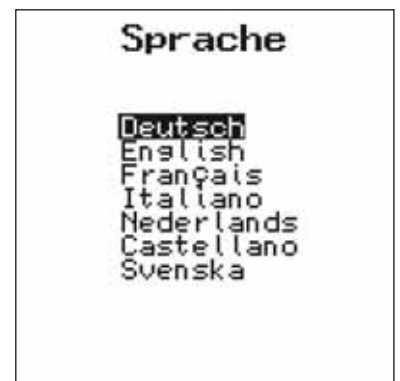 Sprache
Deutsch
English
Français
Italiano
Nederlands
Castellano
Svenska